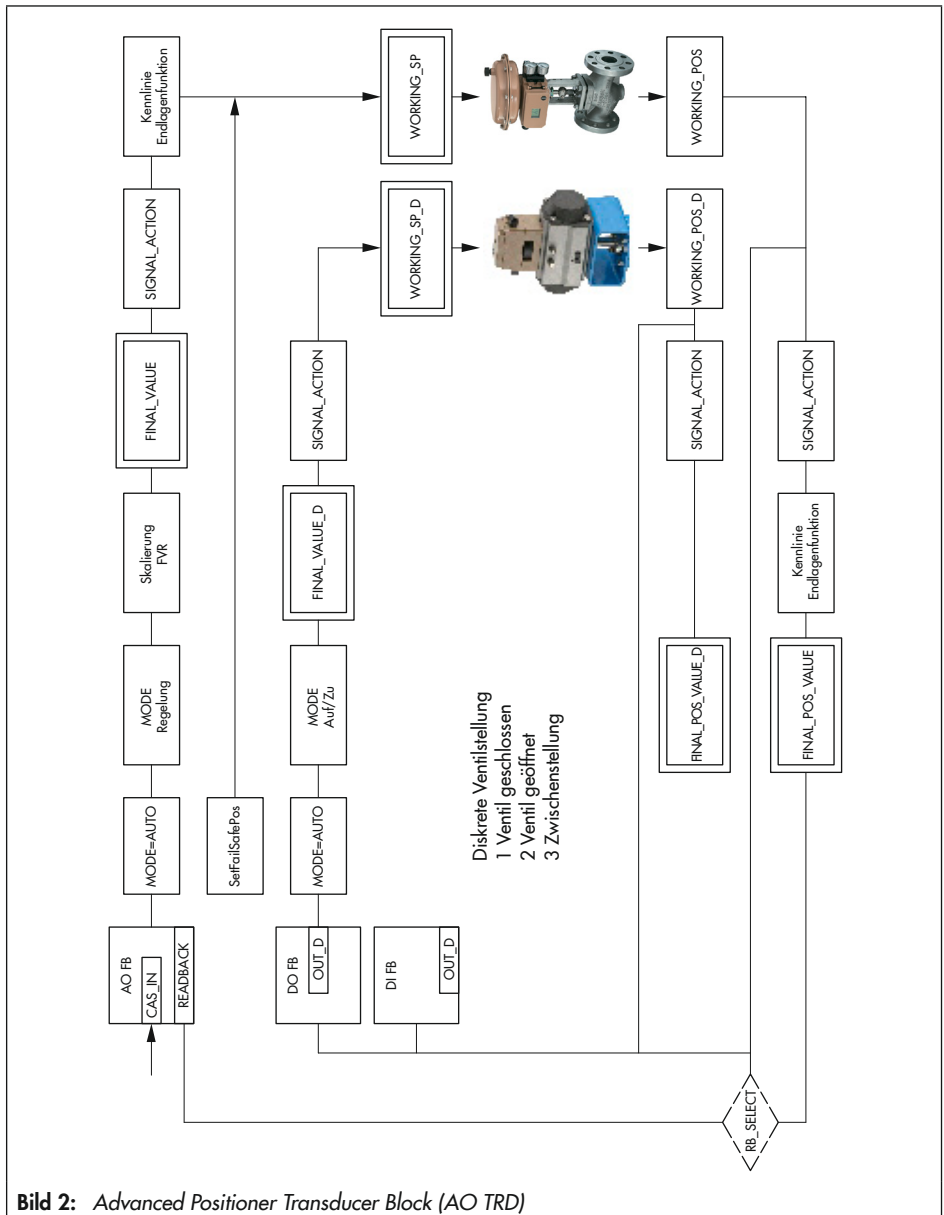 AO FB
CAS_IN
READBACK
MODE=AUTO
MODE
Regelung
Skalierung
FVR
FINAL_VALUE
SIGNAL_ACTION
Kennlinie
Endlagenfunktion
SetFailSafePos
WORKING_SP
DO FB
OUT_D
MODE=AUTO
MODE
Auf/Zu
FINAL_VALUE_D
SIGNAL_ACTION
WORKING_SP_D
DI FB
OUT_D
Diskrete Ventilstellung
1 Ventil geschlossen
2 Ventil geöffnet
3 Zwischenstellung
FINAL_POS_VALUE_D
SIGNAL_ACTION
WORKING_POS_D
WORKING_POS
RB_SELECT
FINAL_POS_VALUE
Kennlinie
Endlagenfunktion
SIGNAL_ACTION
Bild 2: Advanced Positioner Transducer Block (AO TRD)